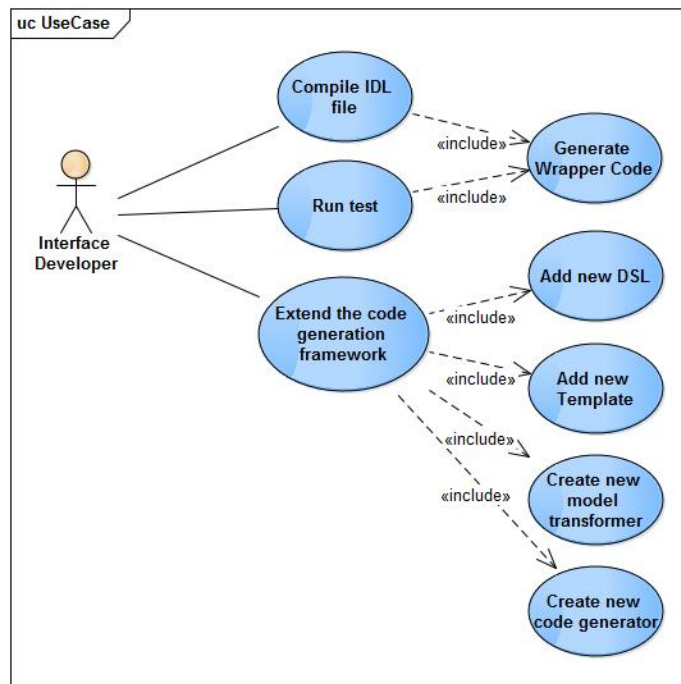 uc UseCase
Compile IDL
file
«include»
Generate
Wrapper Code
«include»
Run test
Interface
Developer
Extend the code
generation
framework
Add new DSL
«include»
Add new
Template
«include»
«include»
Create new
model
transformer
«include»
Create new
code generator